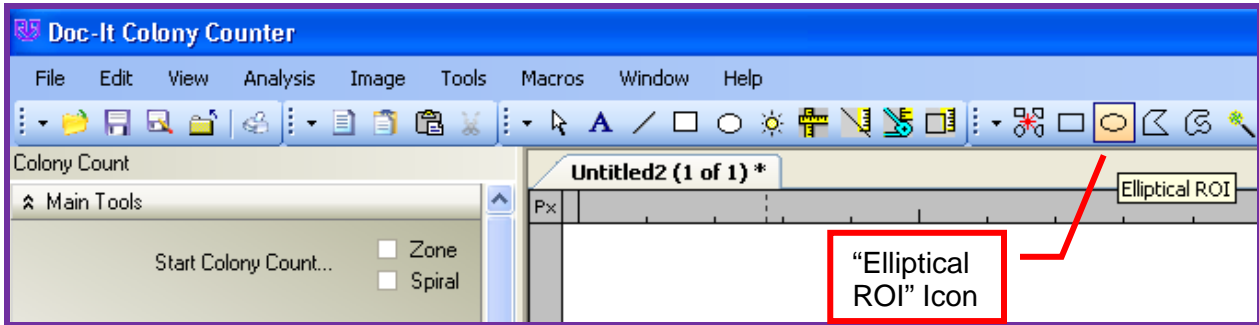 Doc-It Colony Counter
File Edit View Analysis Image Tools Macros Window Help
A
Colony Count
Untitled2 (1 of 1) *
Elliptical ROI
Main Tools
Px
Start Colony Count...
Zone
Spiral
“Elliptical
ROI” Icon